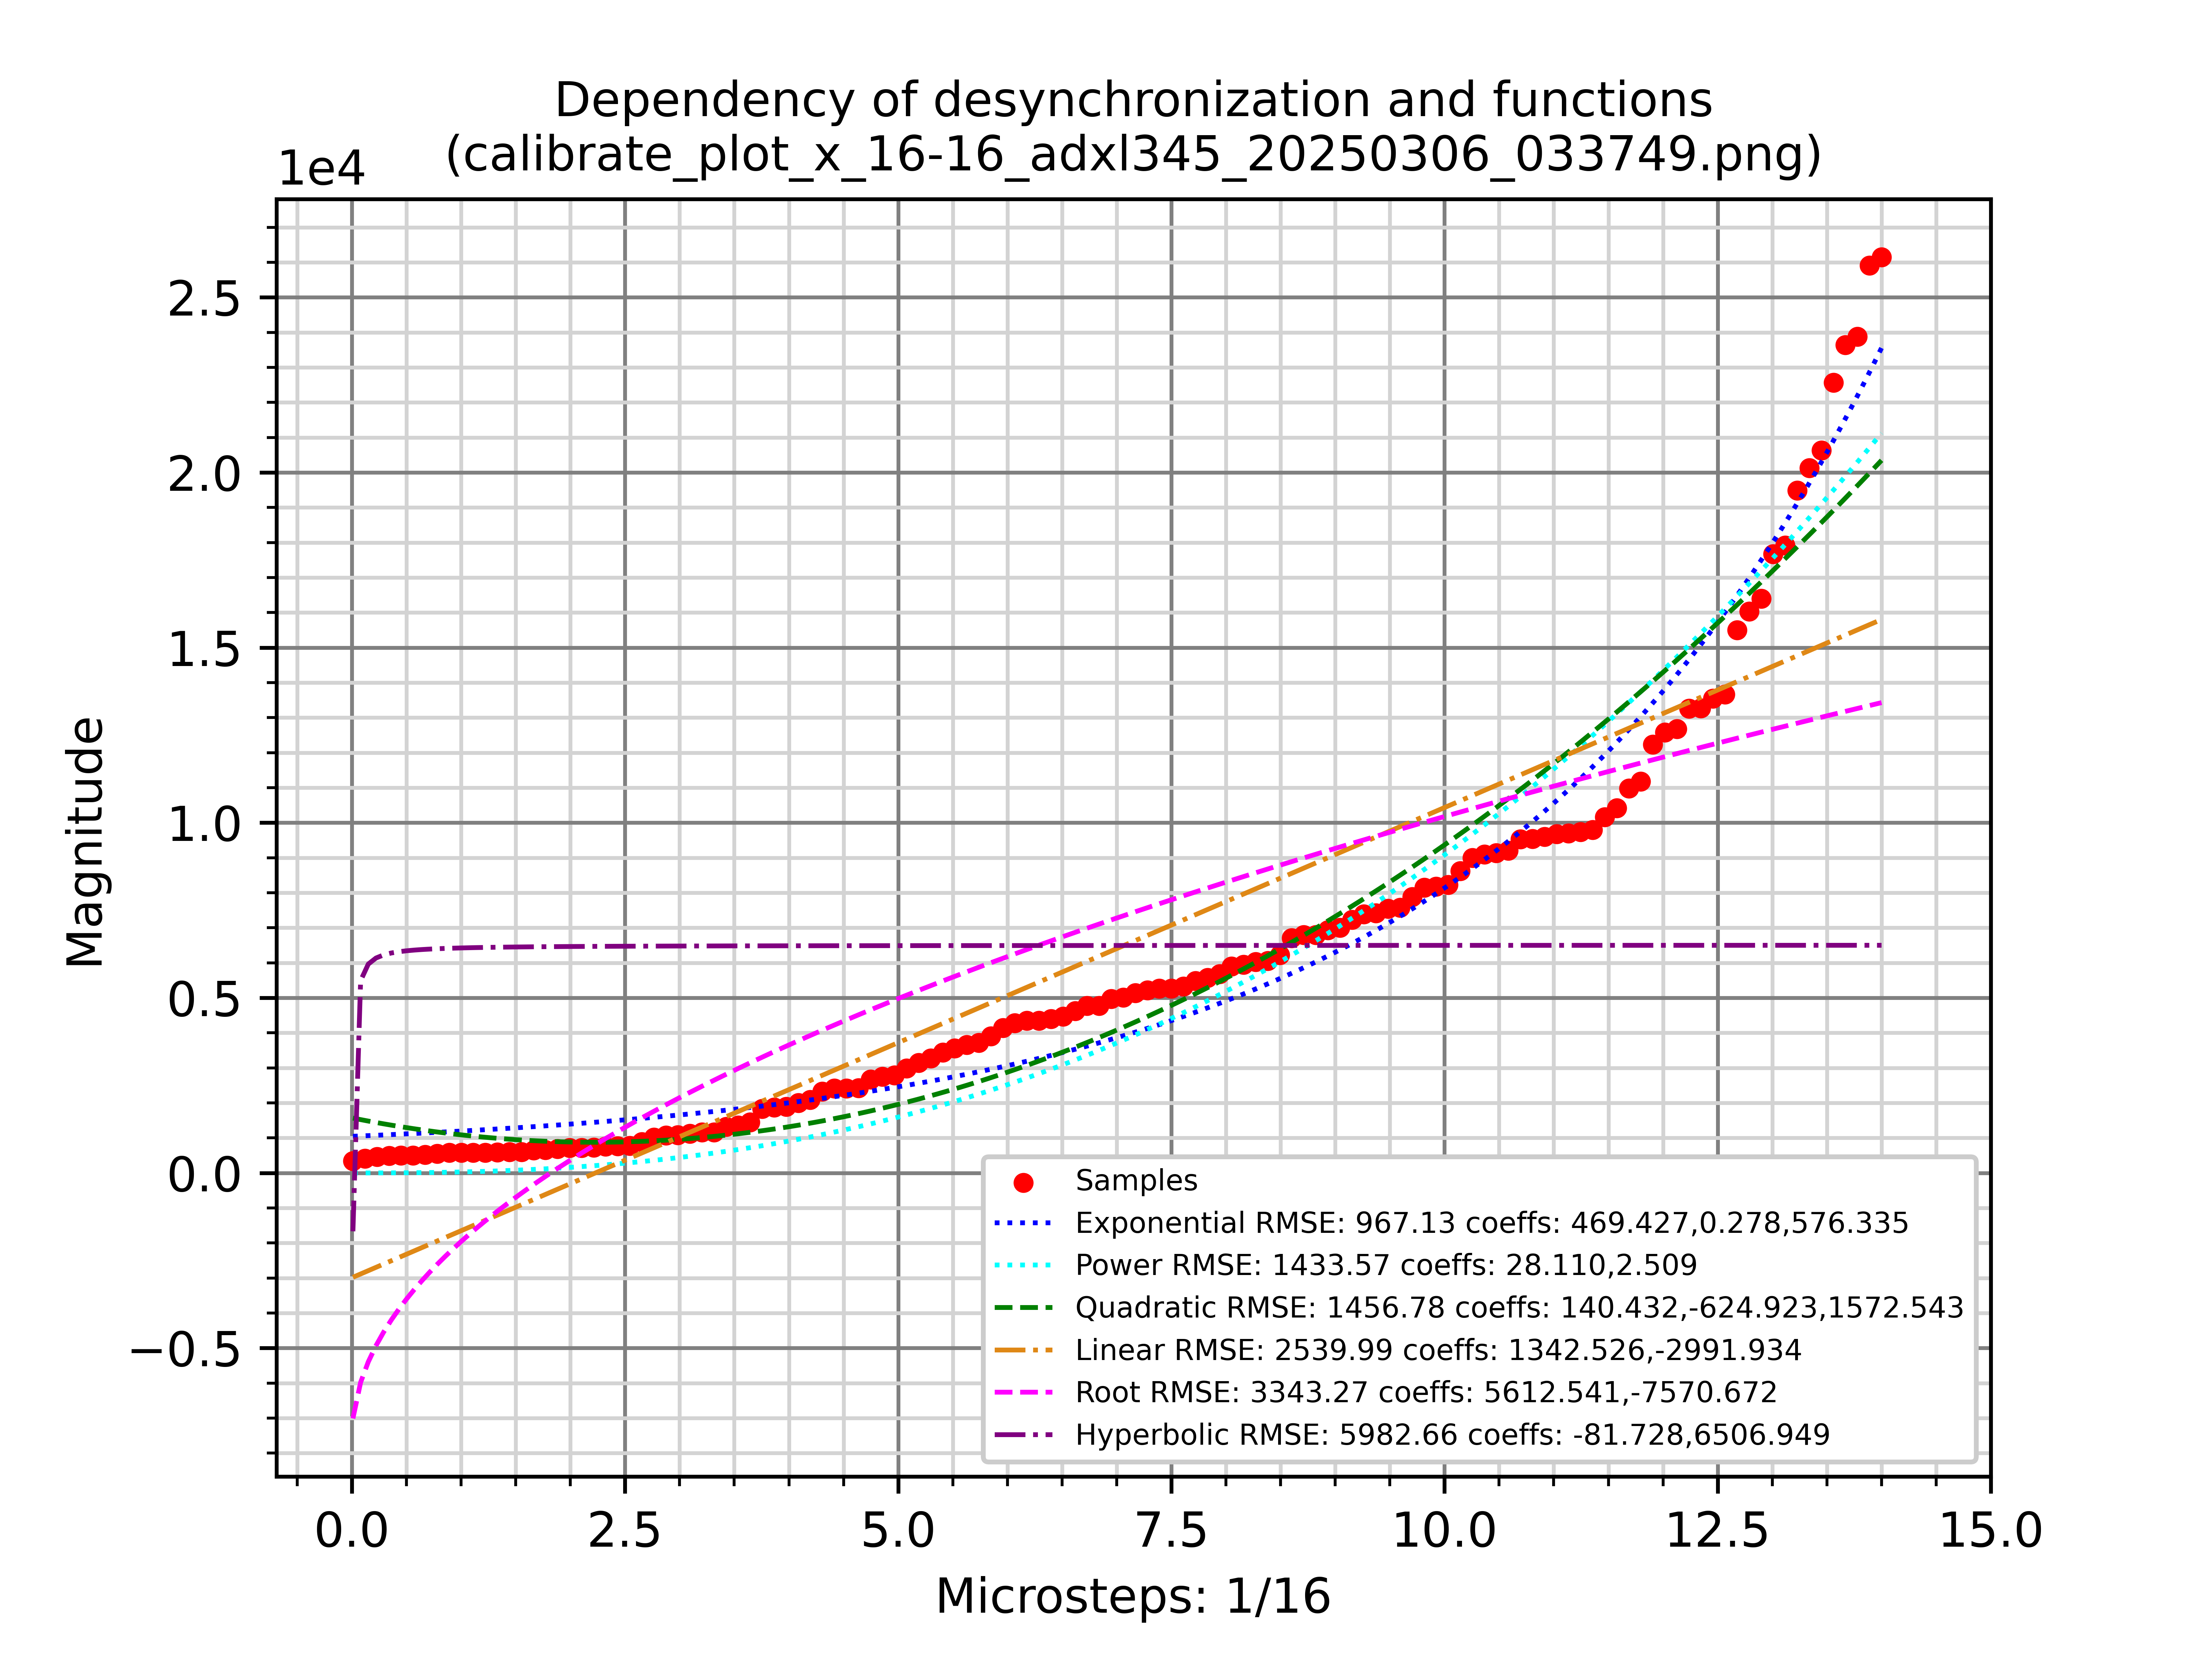 Dependency of desynchronization and functions
(calibrate_plot_x_16-16_adxl345_20250306_033749.png)
1e4
2.5
2.0
1.5
1.0
0.5
0.0
−0.5
Magnitude
Samples
Exponential RMSE: 967.13 coeffs: 469.427,0.278,576.335
Power RMSE: 1433.57 coeffs: 28.110,2.509
Quadratic RMSE: 1456.78 coeffs: 140.432,-624.923,1572.543
Linear RMSE: 2539.99 coeffs: 1342.526,-2991.934
Root RMSE: 3343.27 coeffs: 5612.541,-7570.672
Hyperbolic RMSE: 5982.66 coeffs: -81.728,6506.949
0.0 2.5 5.0 7.5 10.0 12.5 15.0
Microsteps: 1/16